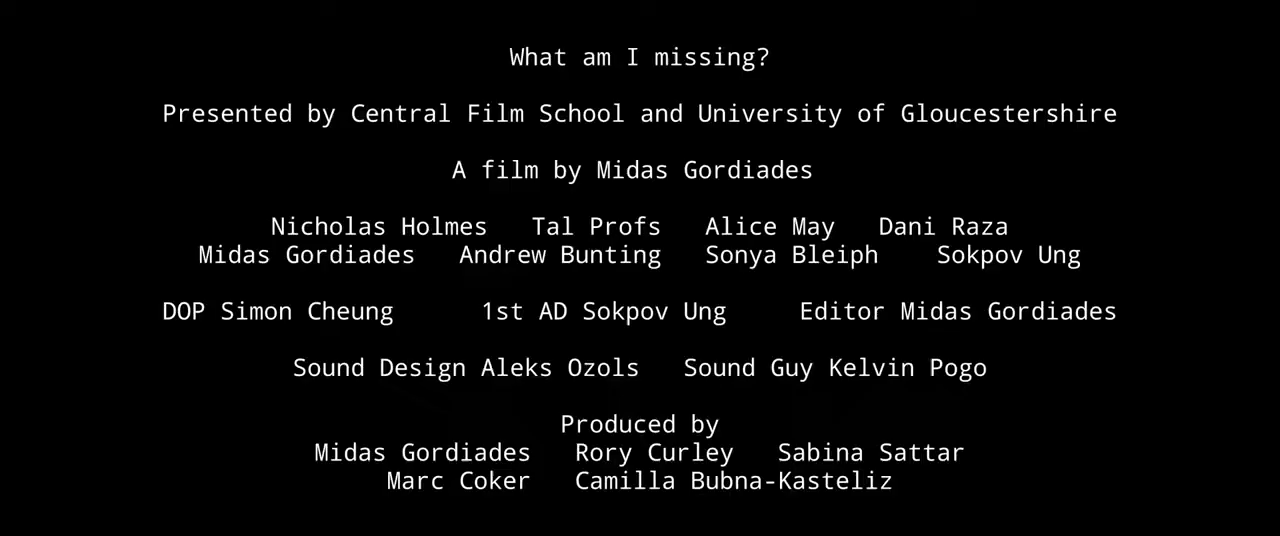 What am I missing?
Presented by Central Film School and University of Gloucestershire
A film by Midas Gordiades
Nicholas Holmes   Tal Profs   Alice May   Dani Raza
Midas Gordiades   Andrew Bunting   Sonya Bleiph    Sokpov Ung
DOP Simon Cheung      1st AD Sokpov Ung     Editor Midas Gordiades
Sound Design Aleks Ozols   Sound Guy Kelvin Pogo
Produced by
Midas Gordiades   Rory Curley   Sabina Sattar
Marc Coker   Camilla Bubna-Kasteliz